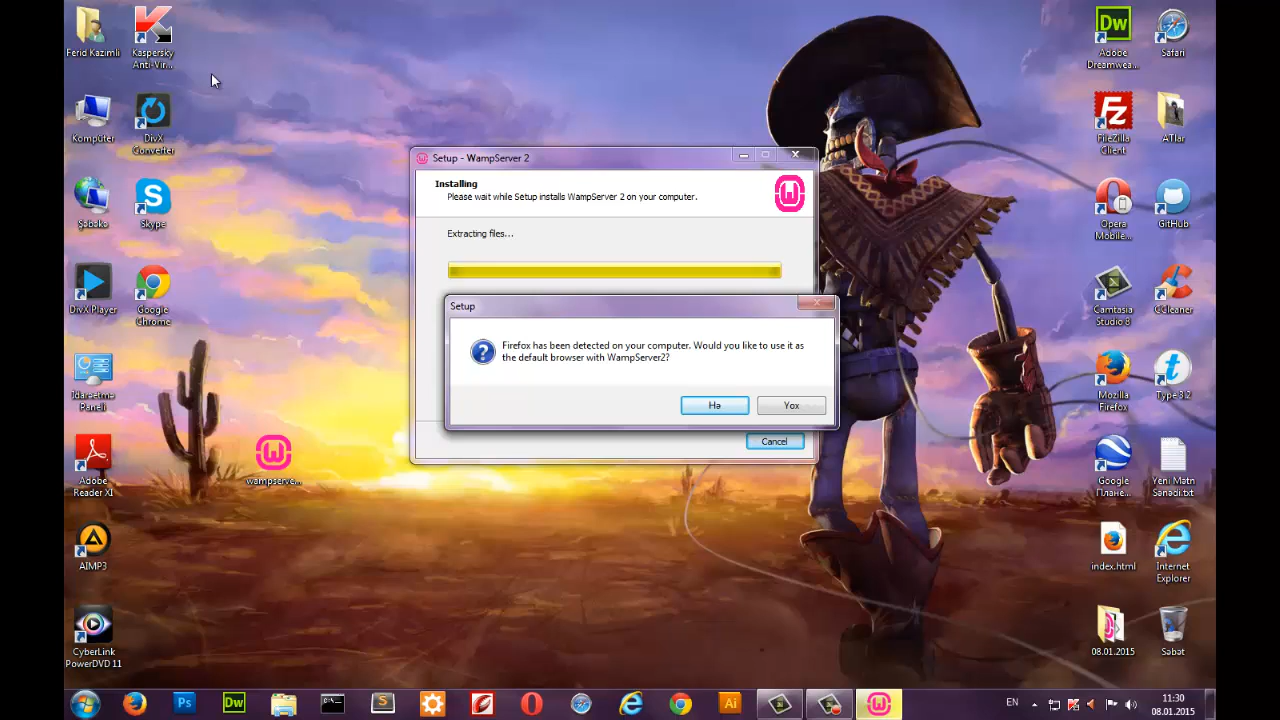 Ferid Kazimli
Kaspersky
Anti-Vir...
Kompüter
DivX
Converter
Şəbəkə
Skype
DivX Player
Google
Chrome
İdarəetmə
Paneli
Adobe
Reader XI
wampserve...
AIMP3
CyberLink
PowerDVD 11
Setup - WampServer 2
Installing
Please wait while Setup installs WampServer 2 on your computer.
Extracting files...
Setup
Firefox has been detected on your computer. Would you like to use it as
the default browser with WampServer2?
Hə
Yox
Cancel
Dw
Adobe
Dreamwea...
Safari
FileZilla
Client
ATlar
Opera
Mobile...
GitHub
Camtasia
Studio 8
CCleaner
Mozilla
Firefox
Type 3.2
Google
Плане...
Yeni Mətn
Sənədi.txt
index.html
Internet
Explorer
08.01.2015
Səbət
Ps
Dw
Ai
EN
11:30
08.01.2015